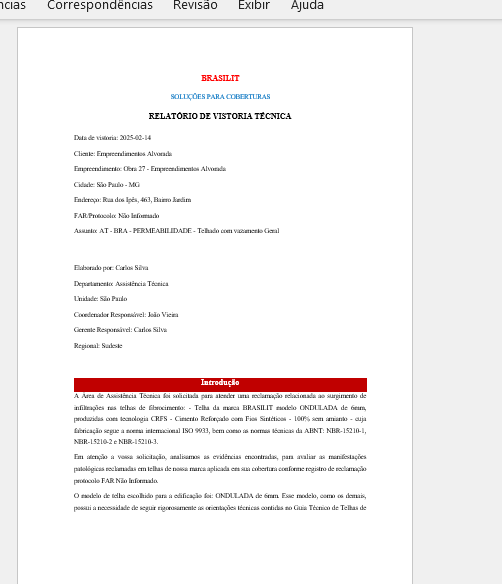 ncias Correspondências Revisão Exibir Ajuda
BRASILIT
SOLUÇÕES PARA COBERTURAS
RELATÓRIO DE VISTORIA TÉCNICA
Data de vistoria: 2025-02-14
Cliente: Empreendimentos Alvorada
Empreendimento: Obra 27 - Empreendimentos Alvorada
Cidade: São Paulo - MG
Endereço: Rua dos Ipês, 463, Bairro Jardim
FAR/Protocolo: Não Informado
Assunto: AT - BRA - PERMEABILIDADE - Telhado com vazamento Geral
Elaborado por: Carlos Silva
Departamento: Assistência Técnica
Unidade: São Paulo
Coordenador Responsável: João Vieira
Gerente Responsável: Carlos Silva
Regional: Sudeste
Introdução
A Área de Assistência Técnica foi solicitada para atender uma reclamação relacionada ao surgimento de
infiltrações nas telhas de fibrocimento: - Telha da marca BRASILIT modelo ONDULADA de 6mm,
produzidas com tecnologia CRFS - Cimento Reforçado com Fios Sintéticos - 100% sem amianto - cuja
fabricação segue a norma internacional ISO 9933, bem como as normas técnicas da ABNT: NBR-15210-1,
NBR-15210-2 e NBR-15210-3.
Em atenção a vossa solicitação, analisamos as evidências encontradas, para avaliar as manifestações
patológicas reclamadas em telhas de nossa marca aplicada em sua cobertura conforme registro de reclamação
protocolo FAR Não Informado.
O modelo de telha escolhido para a edificação foi: ONDULADA de 6mm. Esse modelo, como os demais,
possui a necessidade de seguir rigorosamente as orientações técnicas contidas no Guia Técnico de Telhas de